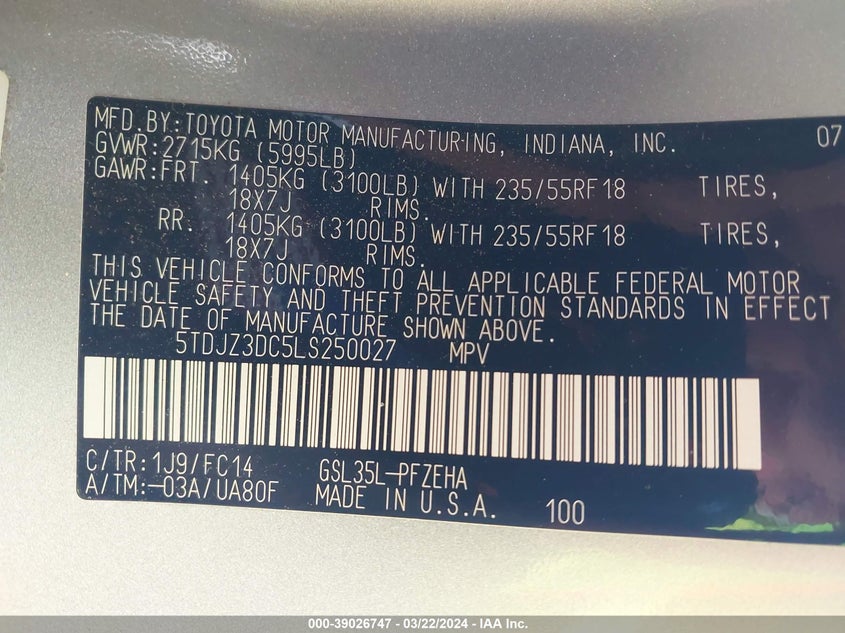 MFD.BY:TOYOTA MOTOR MANUFACTURING, INDIANA, INC. 07
GVWR:2715KG (5995LB)
GAWR:FRT. 1405KG (3100LB) WITH 235/55RF18 TIRES,
18X7J RIMS.
RR. 1405KG (3100LB) WITH 235/55RF18 TIRES,
18X7J RIMS.
THIS VEHICLE CONFORMS TO ALL APPLICABLE FEDERAL MOTOR
VEHICLE SAFETY AND THEFT PREVENTION STANDARDS IN EFFECT
THE DATE OF MANUFACTURE SHOWN ABOVE.
5TDJZ3DC5LS250027 MPV
C/TR:1J9/FC14 GSL35L-PFZEHA
A/TM:-03A/UA80F MADE IN U.S.A. 100
000-39026747 - 03/22/2024 - IAA Inc.